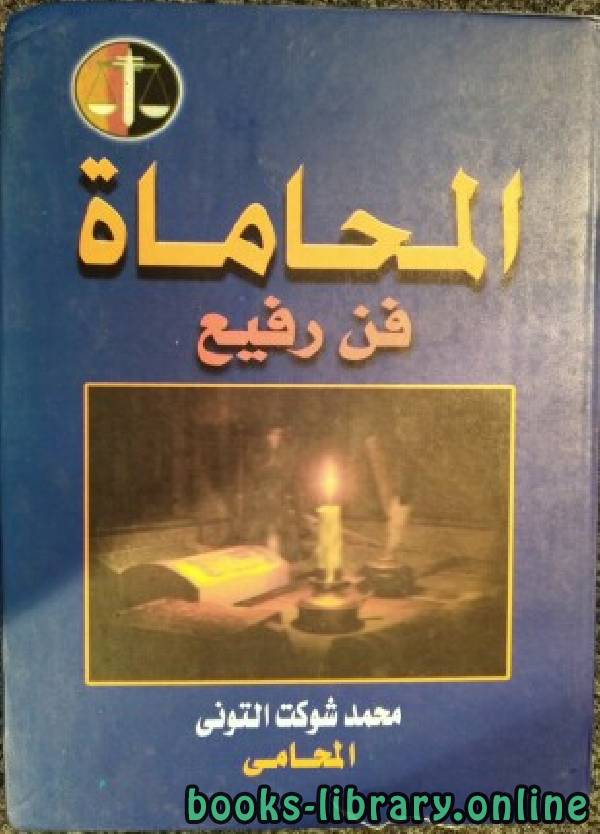 المحاماة
فن رفيع
محمد شوكت التونى
المحامى
books-library.online